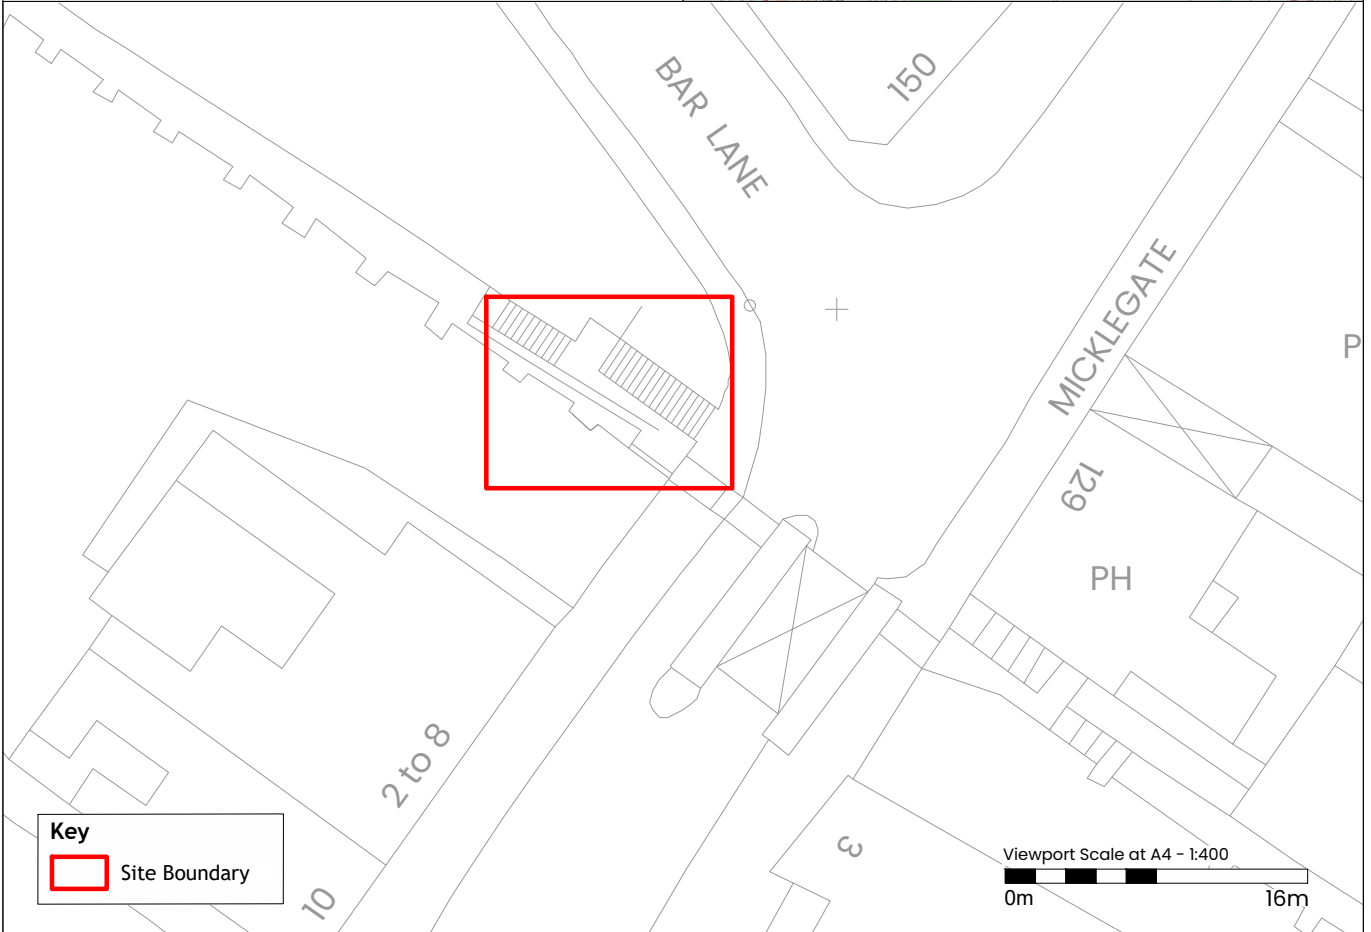 150
BAR LANE
MICKLEGATE
P
129
PH
2 to 8
3
10
Key
Site Boundary
Viewport Scale at A4 - 1:400
0m
16m